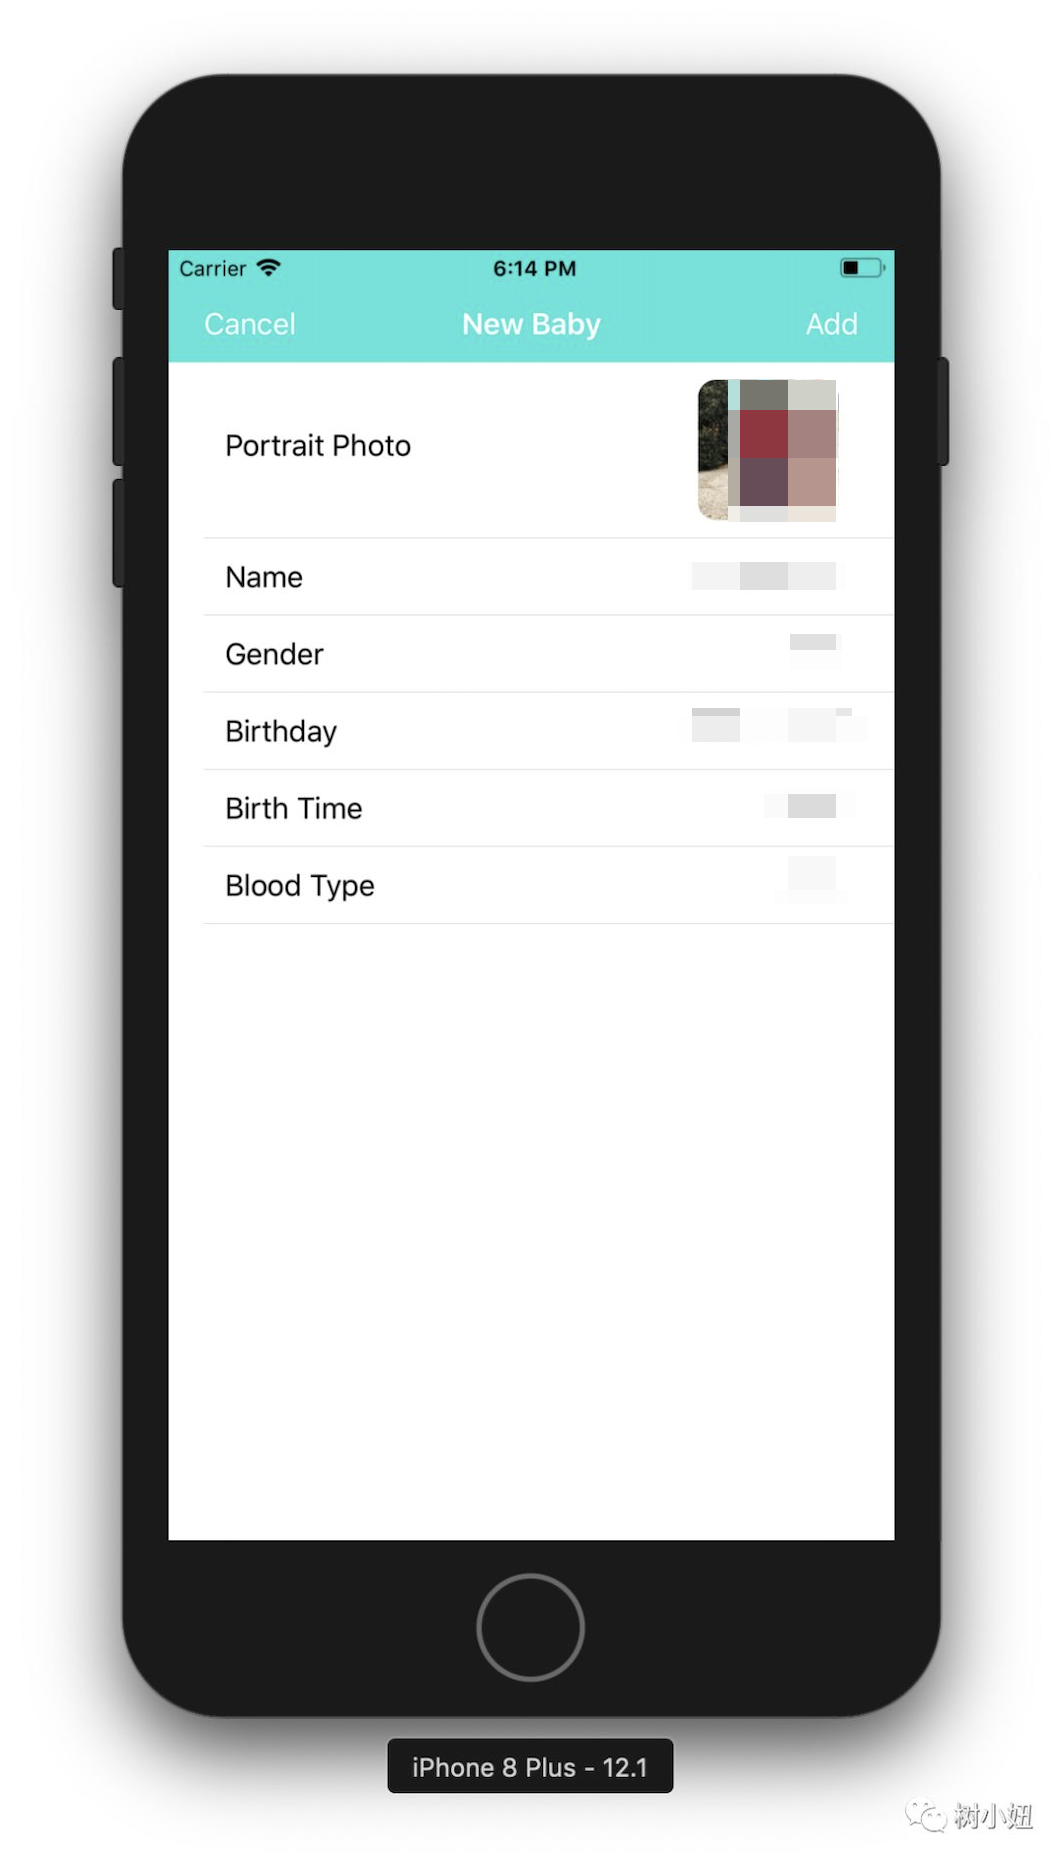 Carrier 6:14 PM
Cancel New Baby Add
Portrait Photo
Name
Gender
Birthday
Birth Time
Blood Type
iPhone 8 Plus - 12.1
树小妞